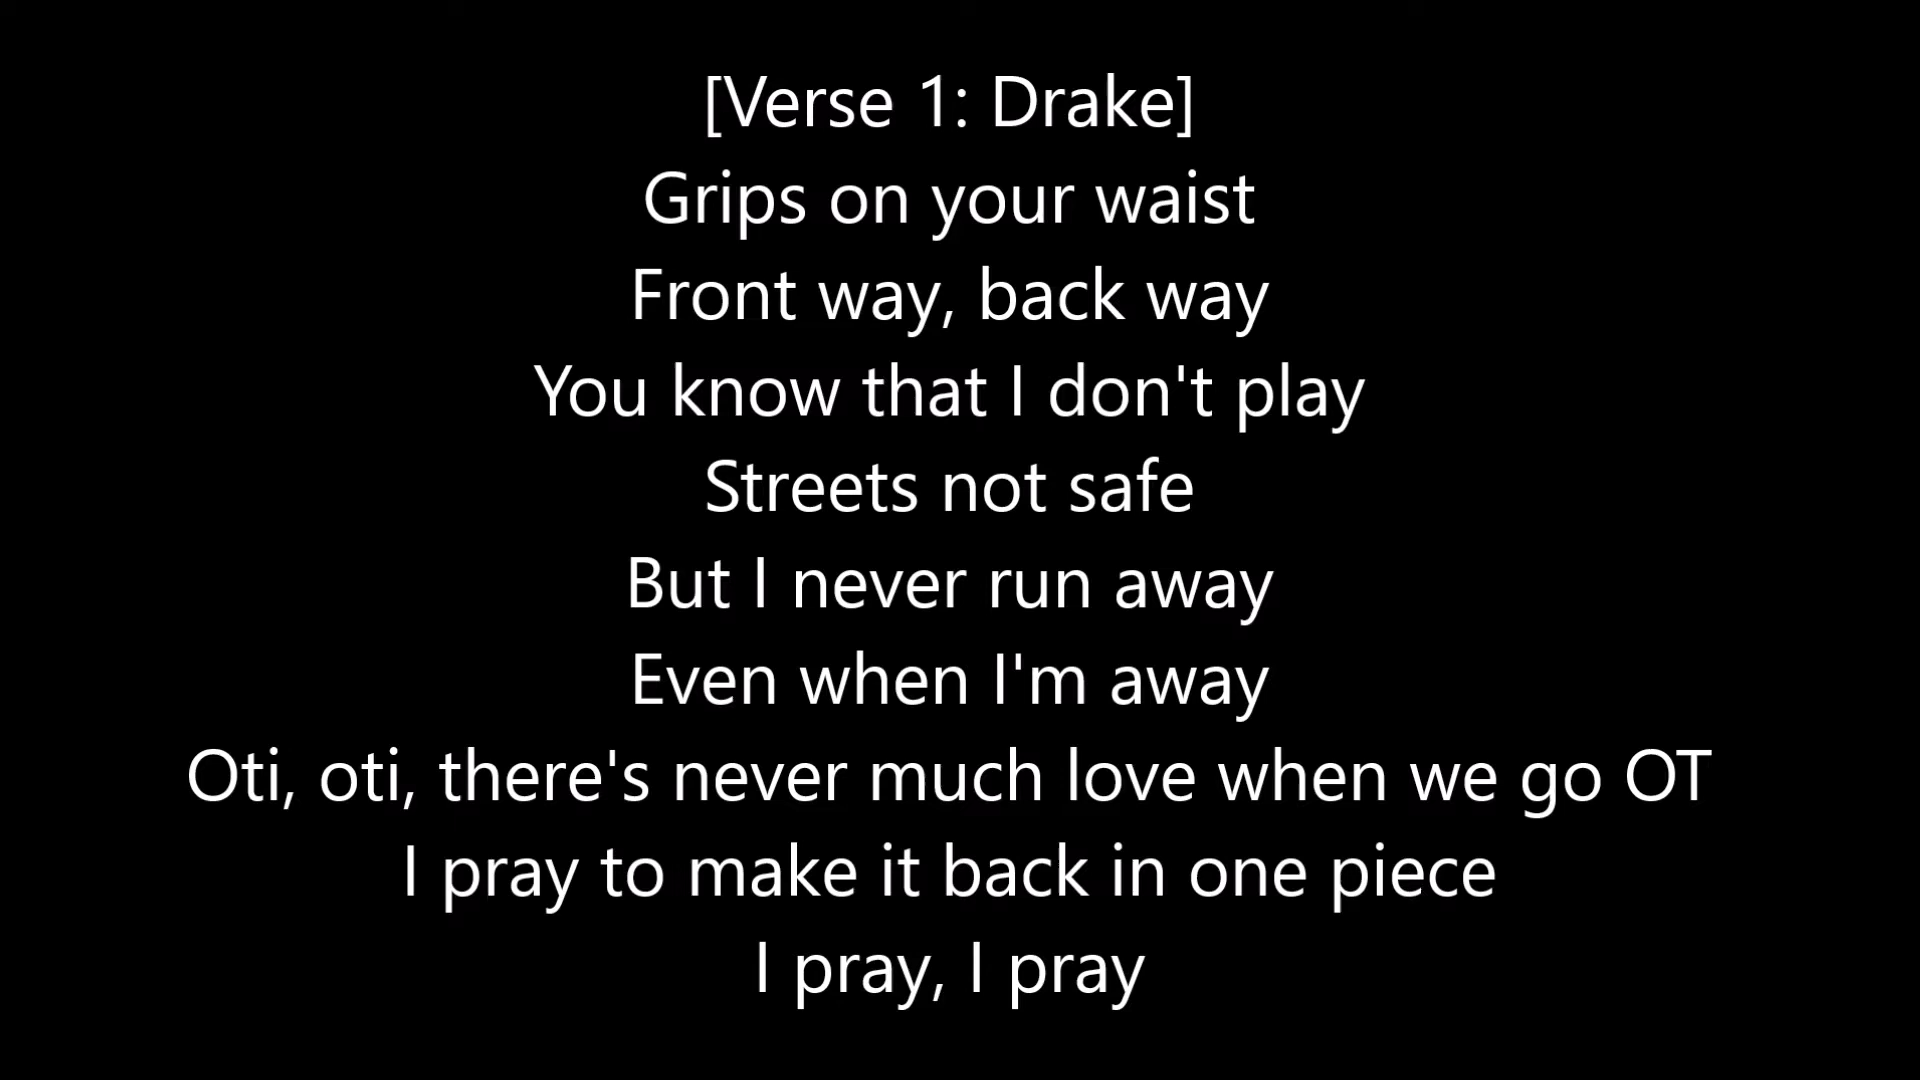 [Verse 1: Drake]
Grips on your waist
Front way, back way
You know that I don't play
Streets not safe
But I never run away
Even when I'm away
Oti, oti, there's never much love when we go OT
I pray to make it back in one piece
I pray, I pray